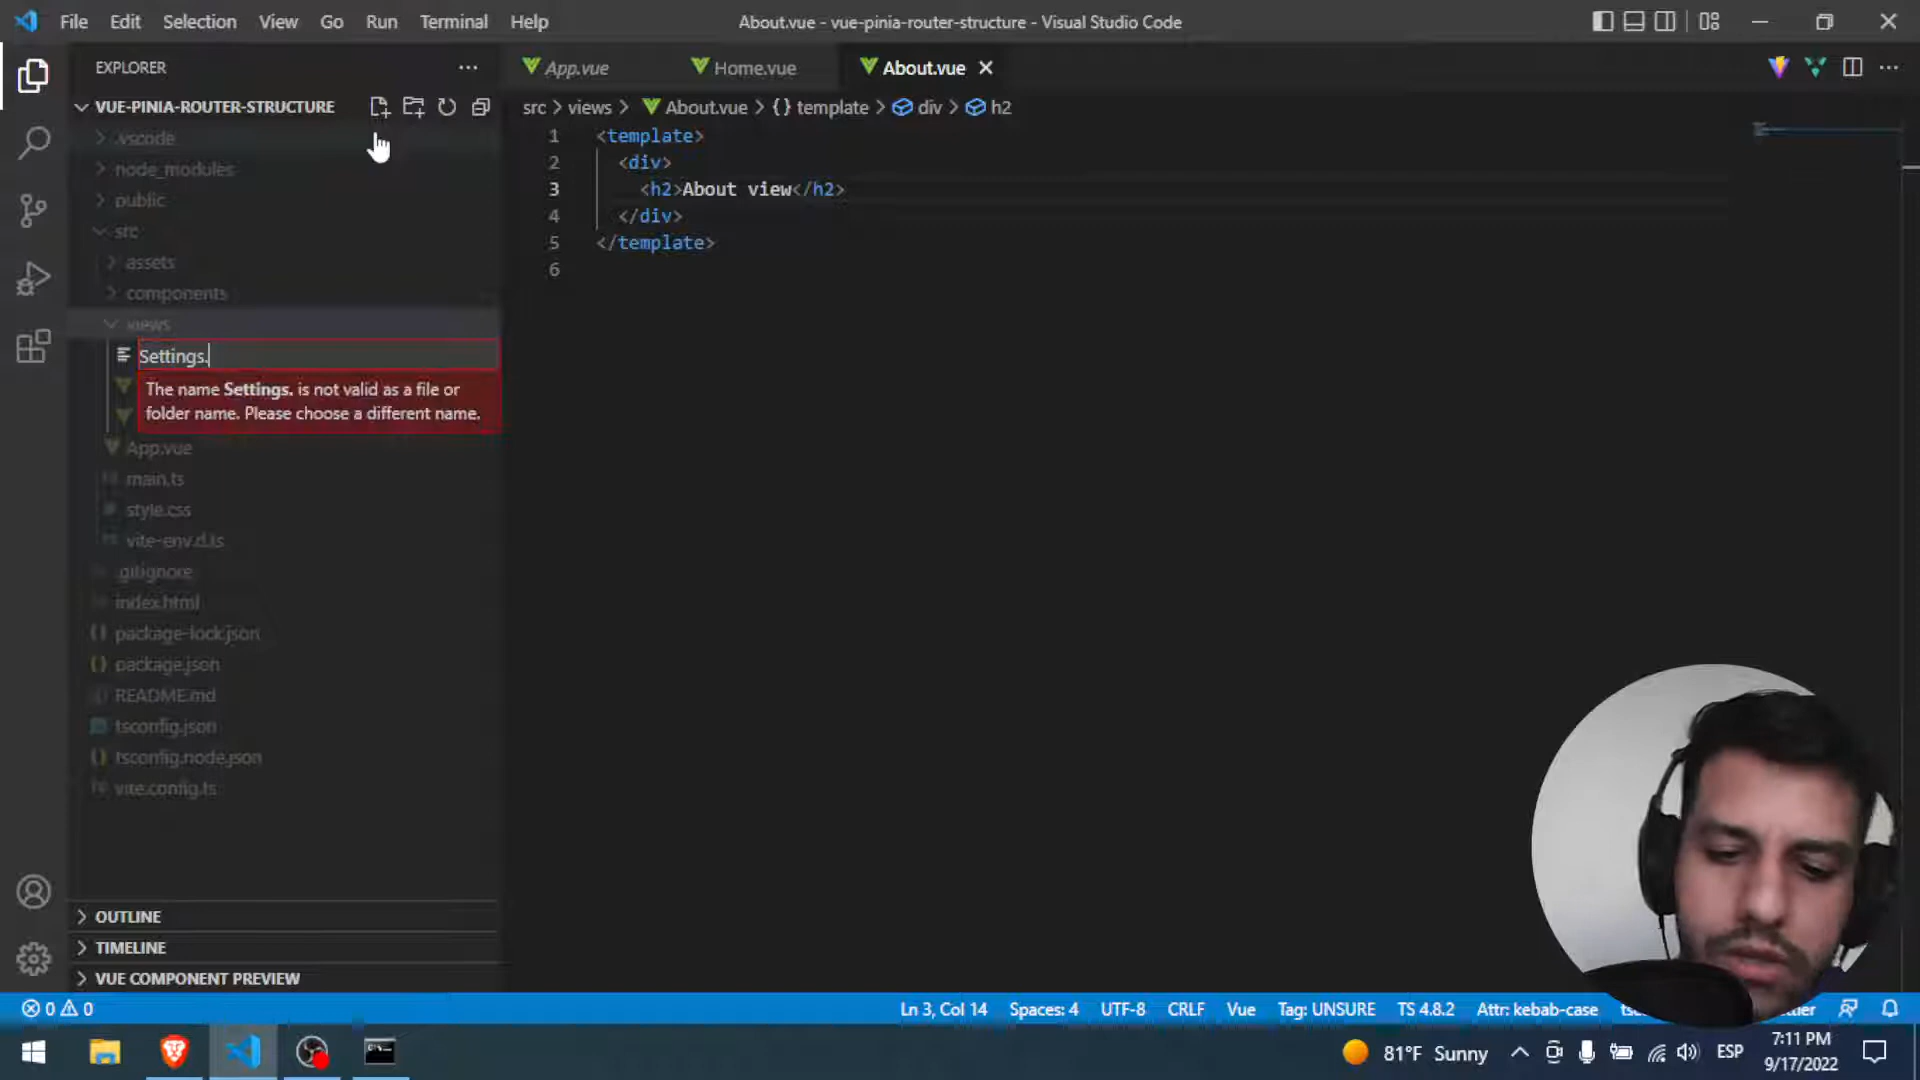 File Edit Selection View Go Run Terminal Help
About.vue - vue-pinia-router-structure - Visual Studio Code
EXPLORER
VUE-PINIA-ROUTER-STRUCTURE
.vscode
node_modules
public
src
assets
components
views
Settings.
The name Settings. is not valid as a file or
folder name. Please choose a different name.
App.vue
main.ts
style.css
vite-env.d.ts
.gitignore
index.html
package-lock.json
package.json
README.md
tsconfig.json
tsconfig.node.json
vite.config.ts
OUTLINE
TIMELINE
VUE COMPONENT PREVIEW
App.vue Home.vue About.vue
src > views > About.vue > {} template > div > h2
1 <template>
2 <div>
3 <h2>About view</h2>
4 </div>
5 </template>
6
0 0 Ln 3, Col 14 Spaces: 4 UTF-8 CRLF Vue Tag: UNSURE TS 4.8.2 Attr: kebab-case
81°F Sunny ESP
7:11 PM
9/17/2022